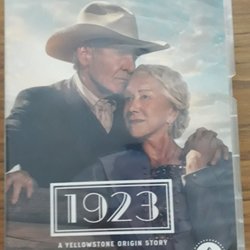 1923
A YELLOWSTONE ORIGIN STORY